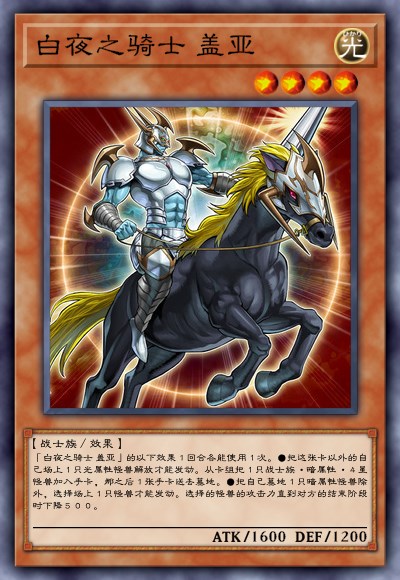 白夜之骑士 盖亚
光
ひかり
【战士族/效果】
「白夜之骑士 盖亚」的以下效果1回合各能使用1次。●把这张卡以外的自
己场上1只光属性怪兽解放才能发动。从卡组把1只战士族·暗属性·4星
怪兽加入手卡，那之后1张手卡送去墓地。●把自己墓地1只暗属性怪兽除
外，选择场上1只怪兽才能发动。选择的怪兽的攻击力直到对方的结束阶段
时下降500。
ATK/1600 DEF/1200